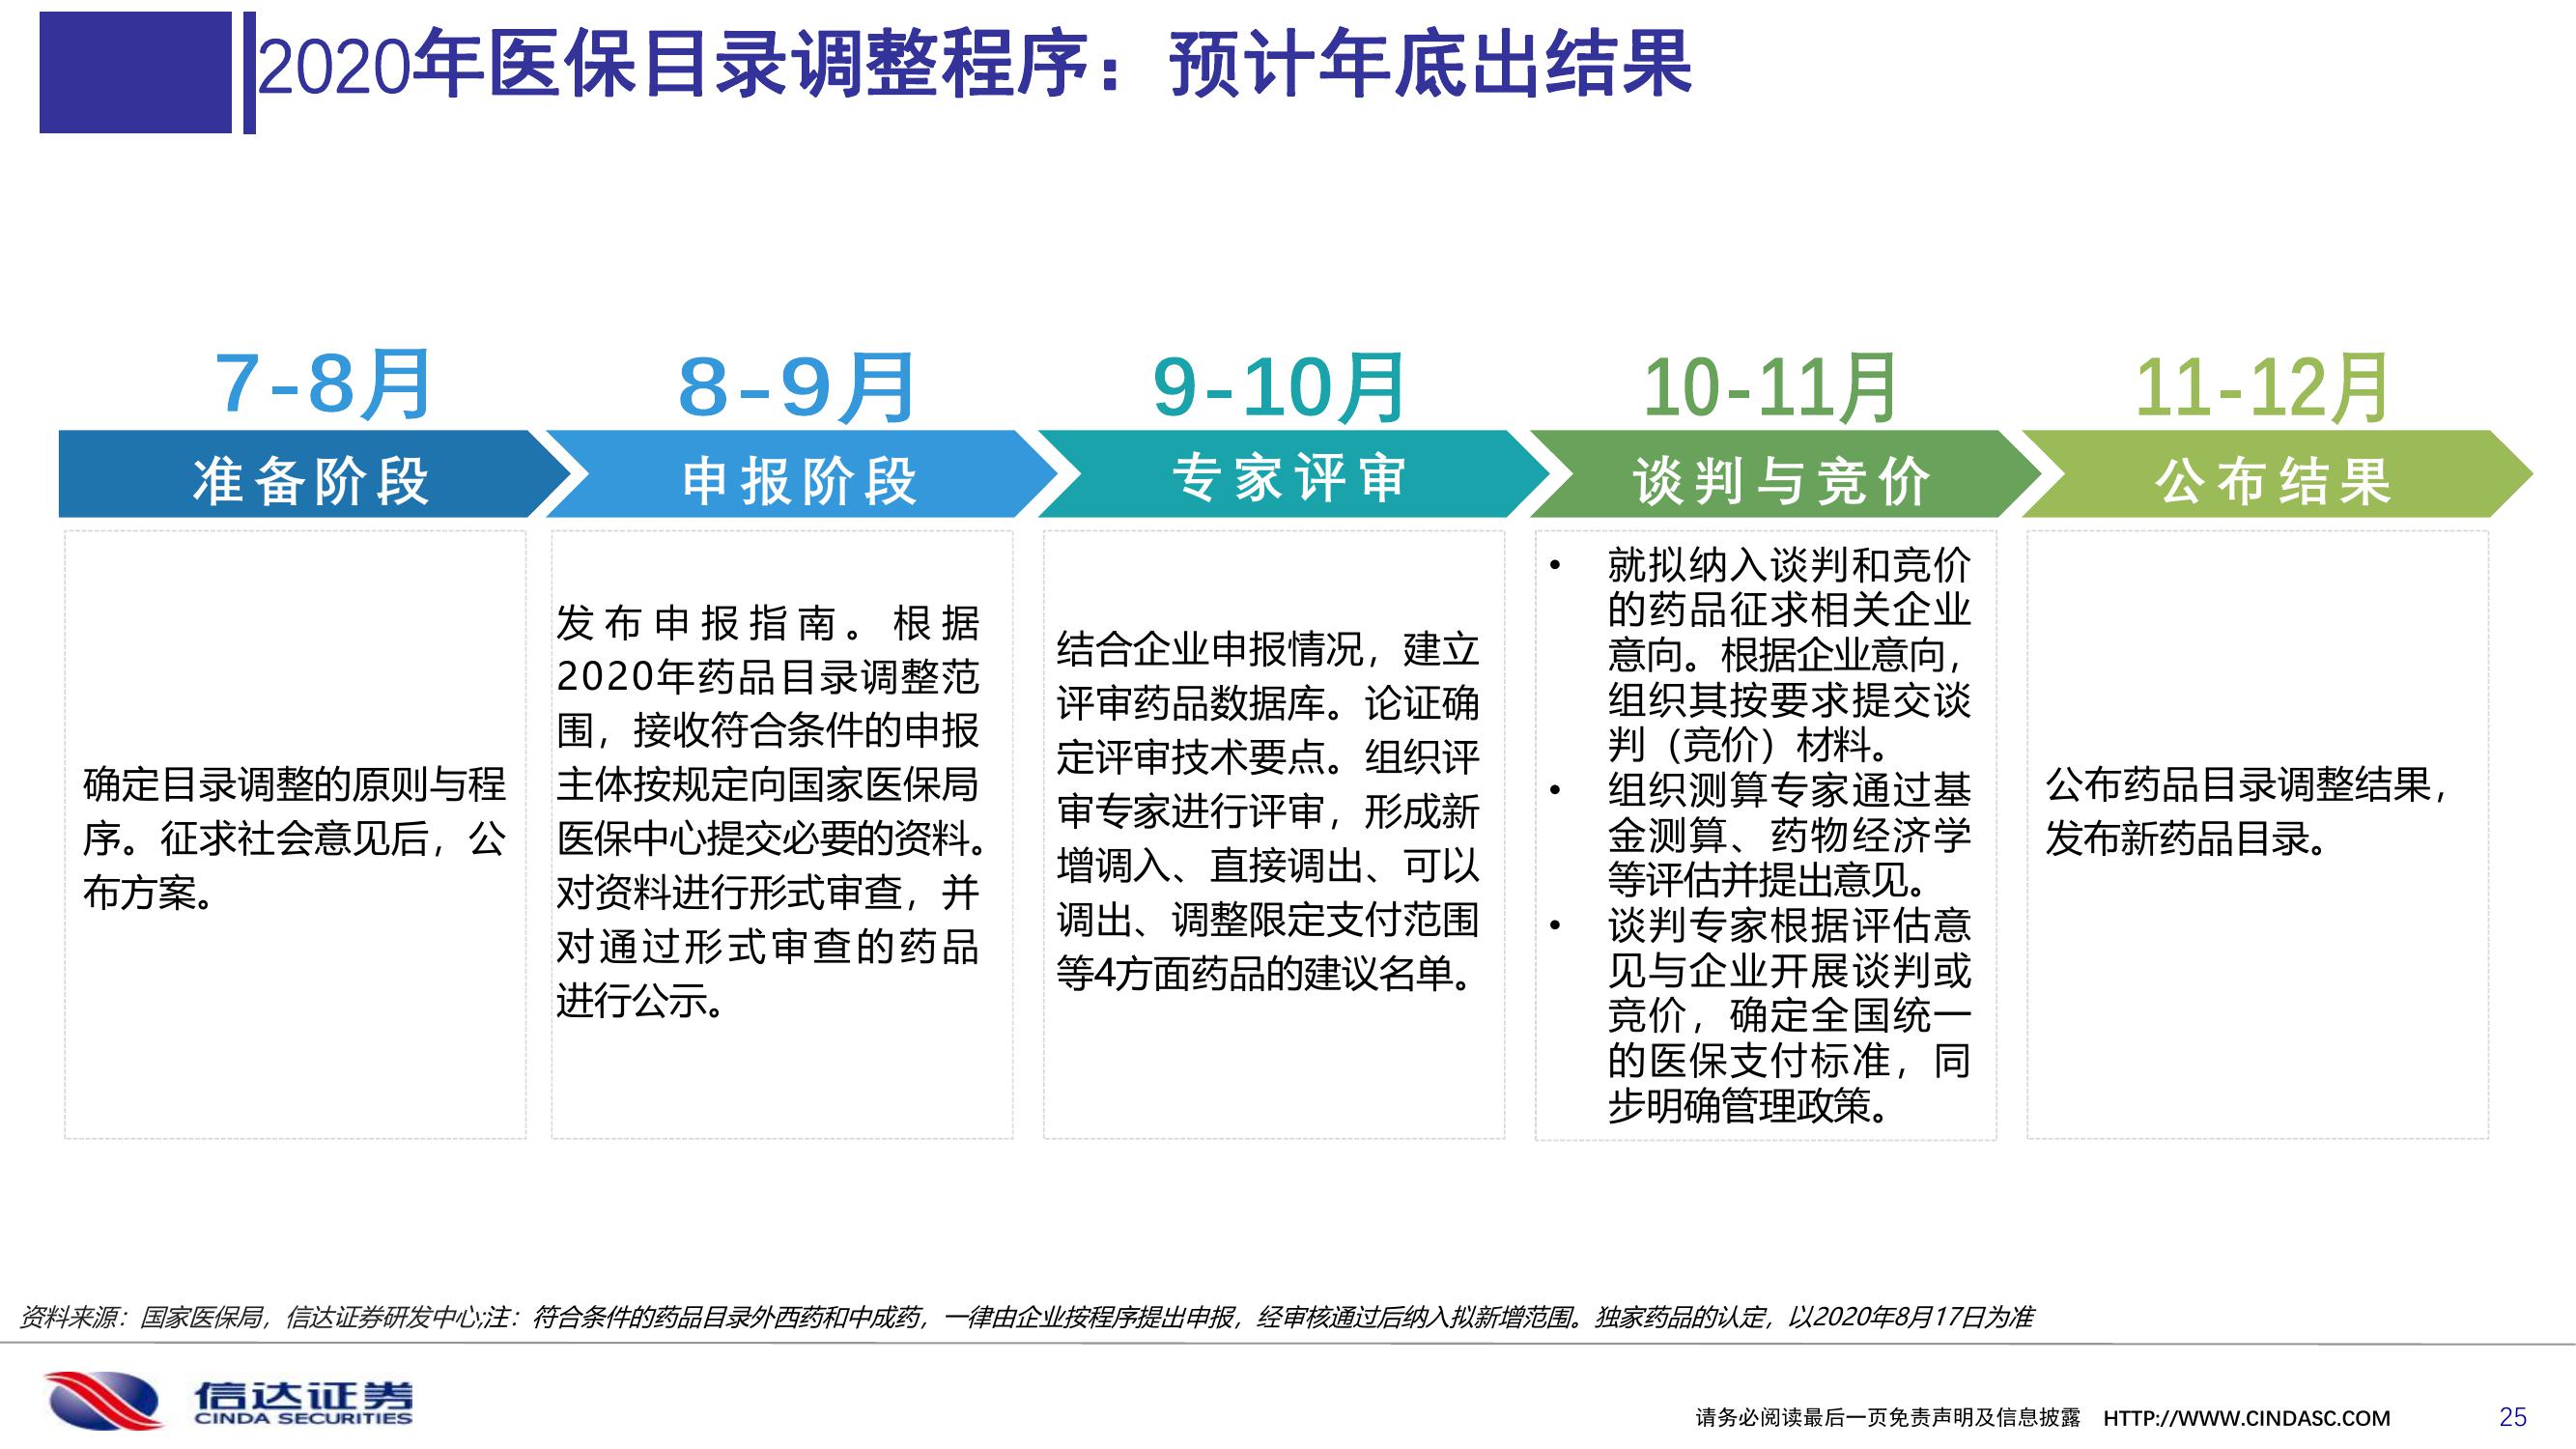 2020年医保目录调整程序：预计年底出结果
7-8月
准备阶段
确定目录调整的原则与程
序。征求社会意见后，公
布方案。
8-9月
申报阶段
发布申报指南。根据
2020年药品目录调整范
围，接收符合条件的申报
主体按规定向国家医保局
医保中心提交必要的资料。
对资料进行形式审查，并
对通过形式审查的药品
进行公示。
9-10月
专家评审
结合企业申报情况，建立
评审药品数据库。论证确
定评审技术要点。组织评
审专家进行评审，形成新
增调入、直接调出、可以
调出、调整限定支付范围
等4方面药品的建议名单。
10-11月
谈判与竞价
• 就拟纳入谈判和竞价
的药品征求相关企业
意向。根据企业意向，
组织其按要求提交谈
判（竞价）材料。
• 组织测算专家通过基
金测算、药物经济学
等评估并提出意见。
• 谈判专家根据评估意
见与企业开展谈判或
竞价，确定全国统一
的医保支付标准，同
步明确管理政策。
11-12月
公布结果
公布药品目录调整结果，
发布新药品目录。
资料来源：国家医保局，信达证券研发中心;注：符合条件的药品目录外西药和中成药，一律由企业按程序提出申报，经审核通过后纳入拟新增范围。独家药品的认定，以2020年8月17日为准
信达证券
CINDA SECURITIES
请务必阅读最后一页免责声明及信息披露 HTTP://WWW.CINDASC.COM 25